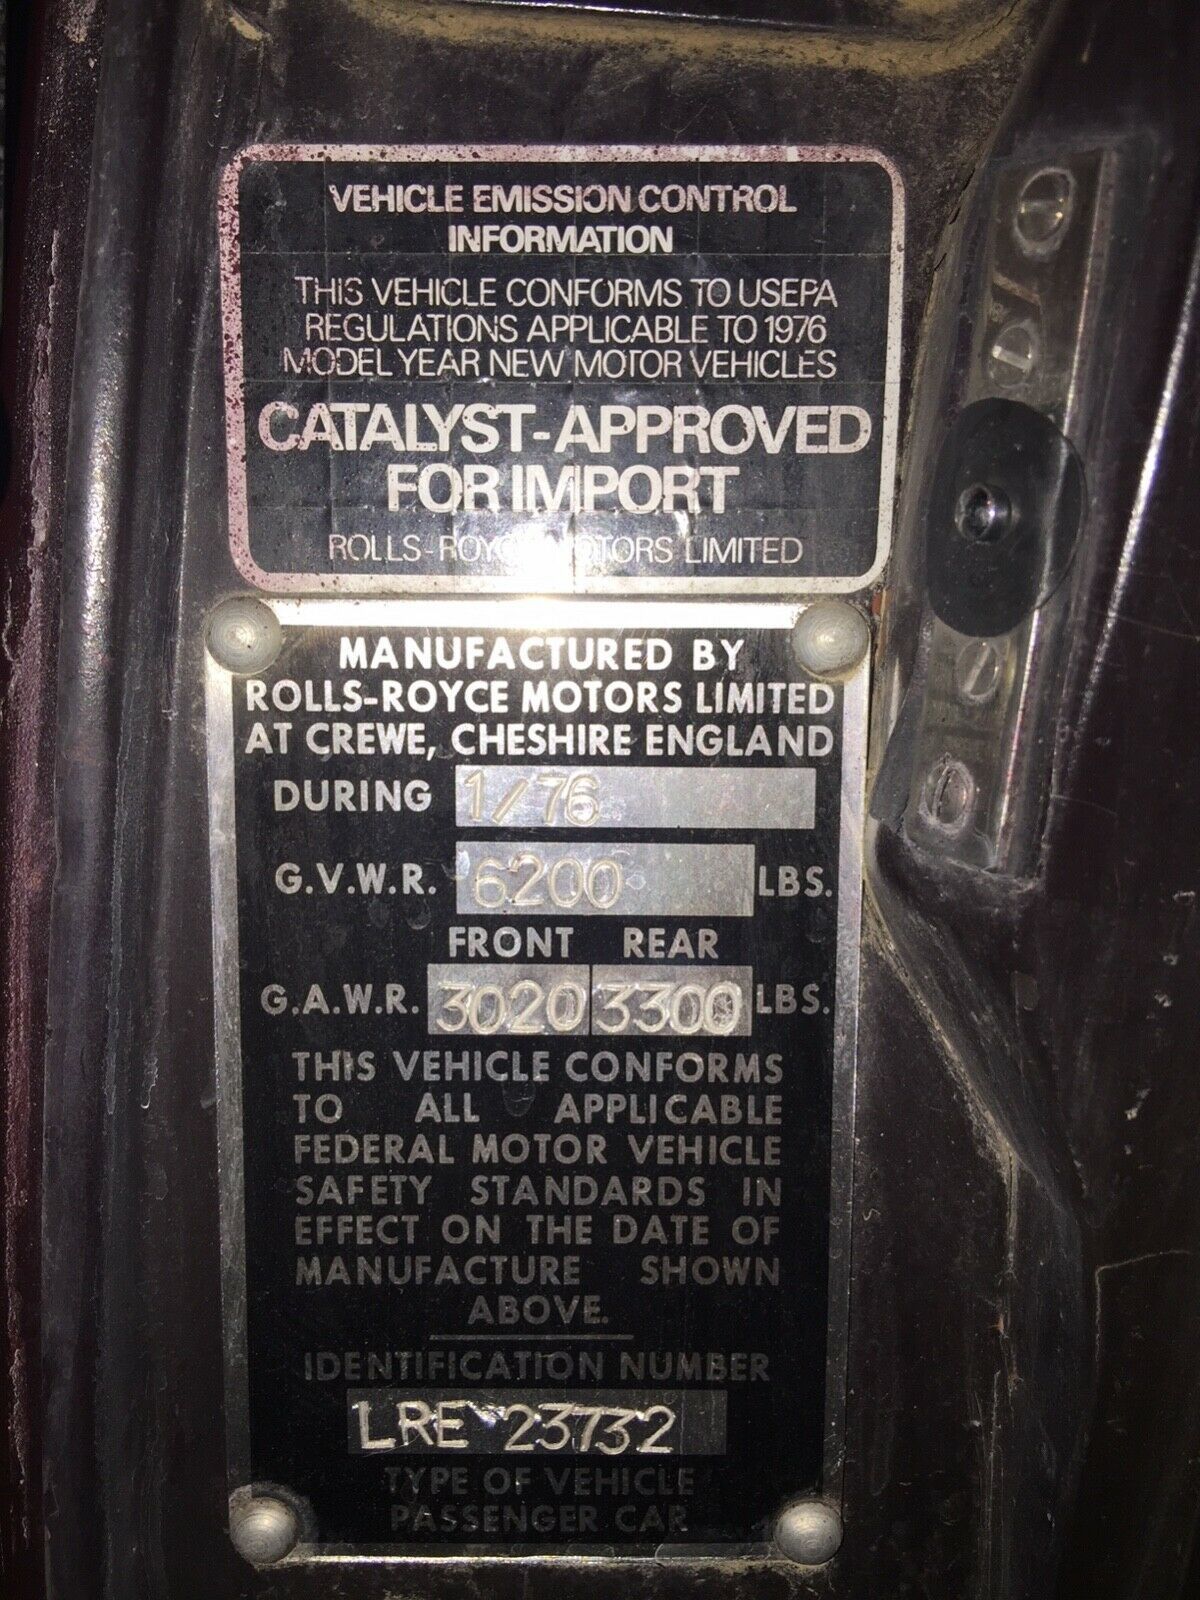 VEHICLE EMISSION CONTROL
INFORMATION
THIS VEHICLE CONFORMS TO USEPA
REGULATIONS APPLICABLE TO 1976
MODEL YEAR NEW MOTOR VEHICLES
CATALYST-APPROVED
FOR IMPORT
ROLLS-ROYCE MOTORS LIMITED
MANUFACTURED BY
ROLLS-ROYCE MOTORS LIMITED
AT CREWE, CHESHIRE ENGLAND
DURING 1/76
G.V.W.R. 6200 LBS.
FRONT REAR
G.A.W.R. 3020 3300 LBS.
THIS VEHICLE CONFORMS
TO ALL APPLICABLE
FEDERAL MOTOR VEHICLE
SAFETY STANDARDS IN
EFFECT ON THE DATE OF
MANUFACTURE SHOWN
ABOVE.
IDENTIFICATION NUMBER
LRE 23732
TYPE OF VEHICLE
PASSENGER CAR